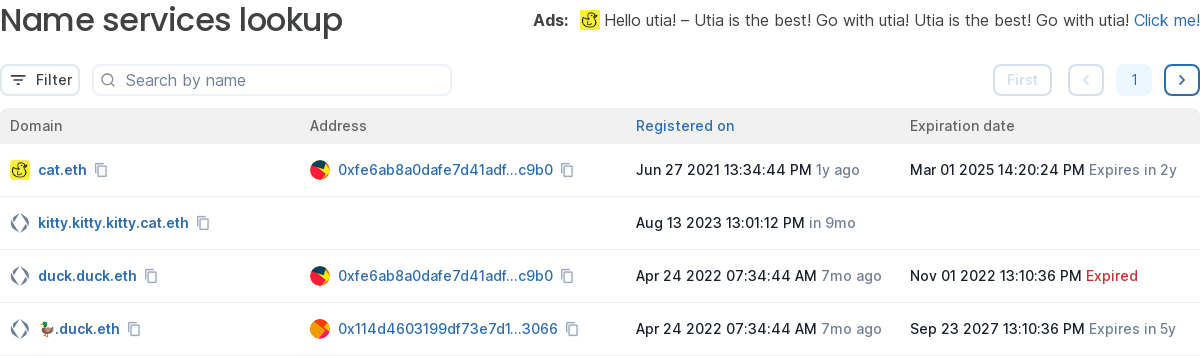 Name services lookup
Ads: Hello utia! – Utia is the best! Go with utia! Utia is the best! Go with utia! Click me!
Filter Search by name First 1
Domain Address Registered on Expiration date
cat.eth 0xfe6ab8a0dafe7d41adf...c9b0 Jun 27 2021 13:34:44 PM 1y ago Mar 01 2025 14:20:24 PM Expires in 2y
kitty.kitty.kitty.cat.eth Aug 13 2023 13:01:12 PM in 9mo
duck.duck.eth 0xfe6ab8a0dafe7d41adf...c9b0 Apr 24 2022 07:34:44 AM 7mo ago Nov 01 2022 13:10:36 PM Expired
🦆.duck.eth 0x114d4603199df73e7d1...3066 Apr 24 2022 07:34:44 AM 7mo ago Sep 23 2027 13:10:36 PM Expires in 5y